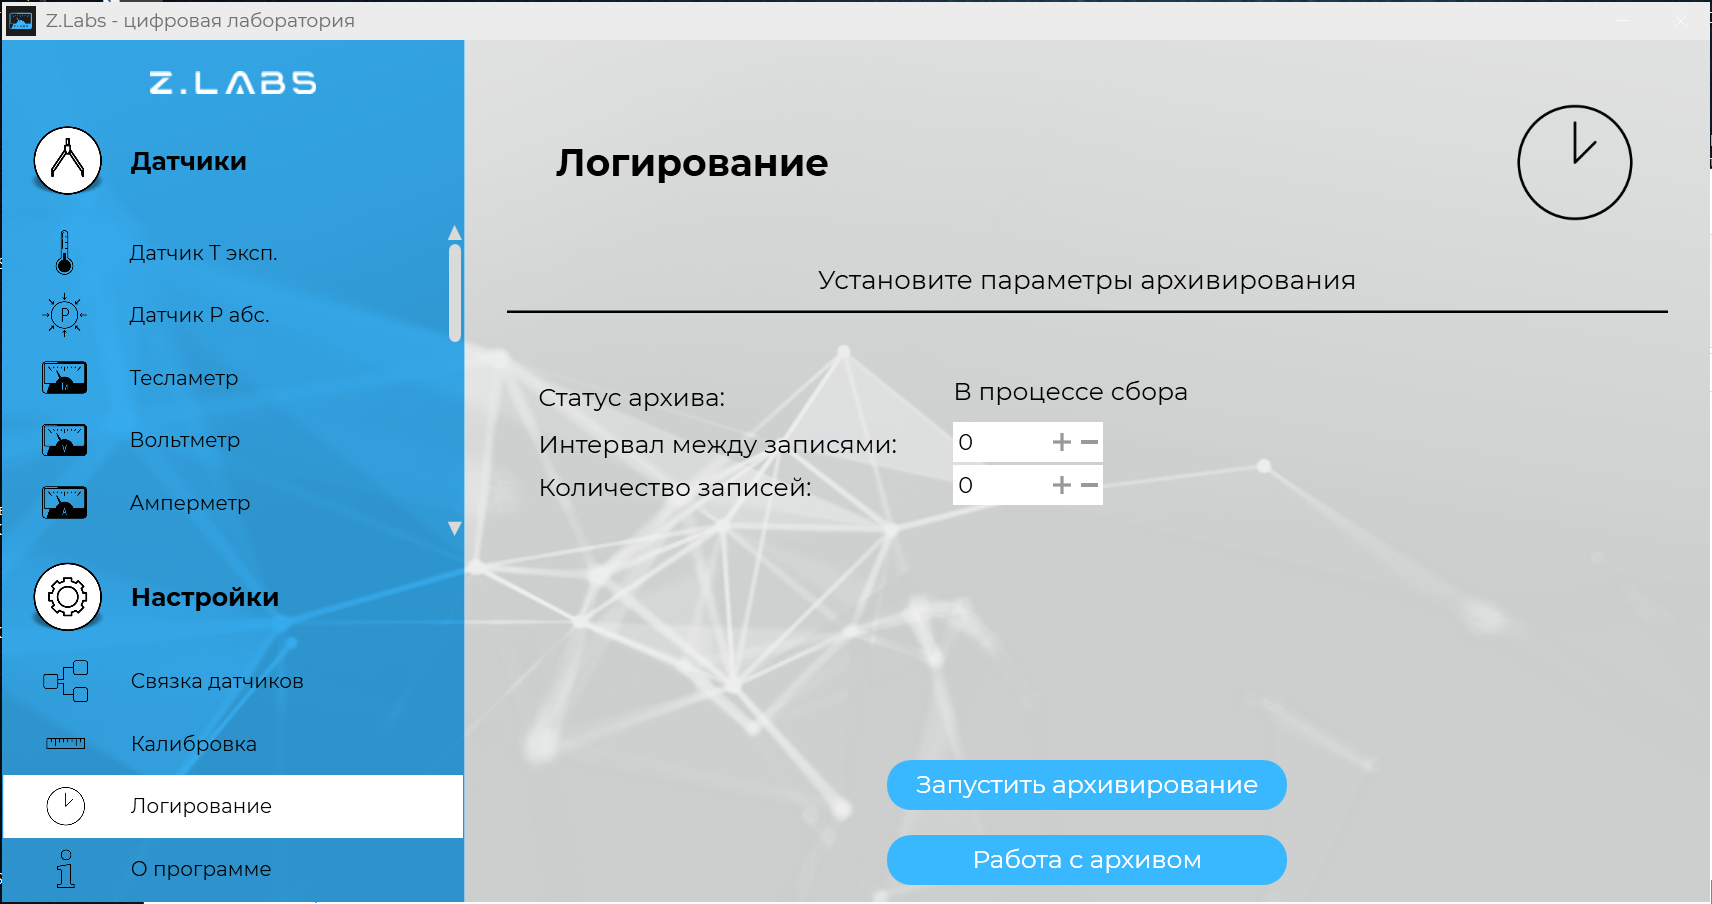 Z.Labs - цифровая лаборатория
Z.LABS
Датчики
Датчик T эксп.
P
Датчик P абс.
Тл
Тесламетр
V
Вольтметр
A
Амперметр
Настройки
Связка датчиков
Калибровка
Логирование
О программе
Логирование
Установите параметры архивирования
Статус архива: В процессе сбора
Интервал между записями: 0
Количество записей: 0
Запустить архивирование
Работа с архивом